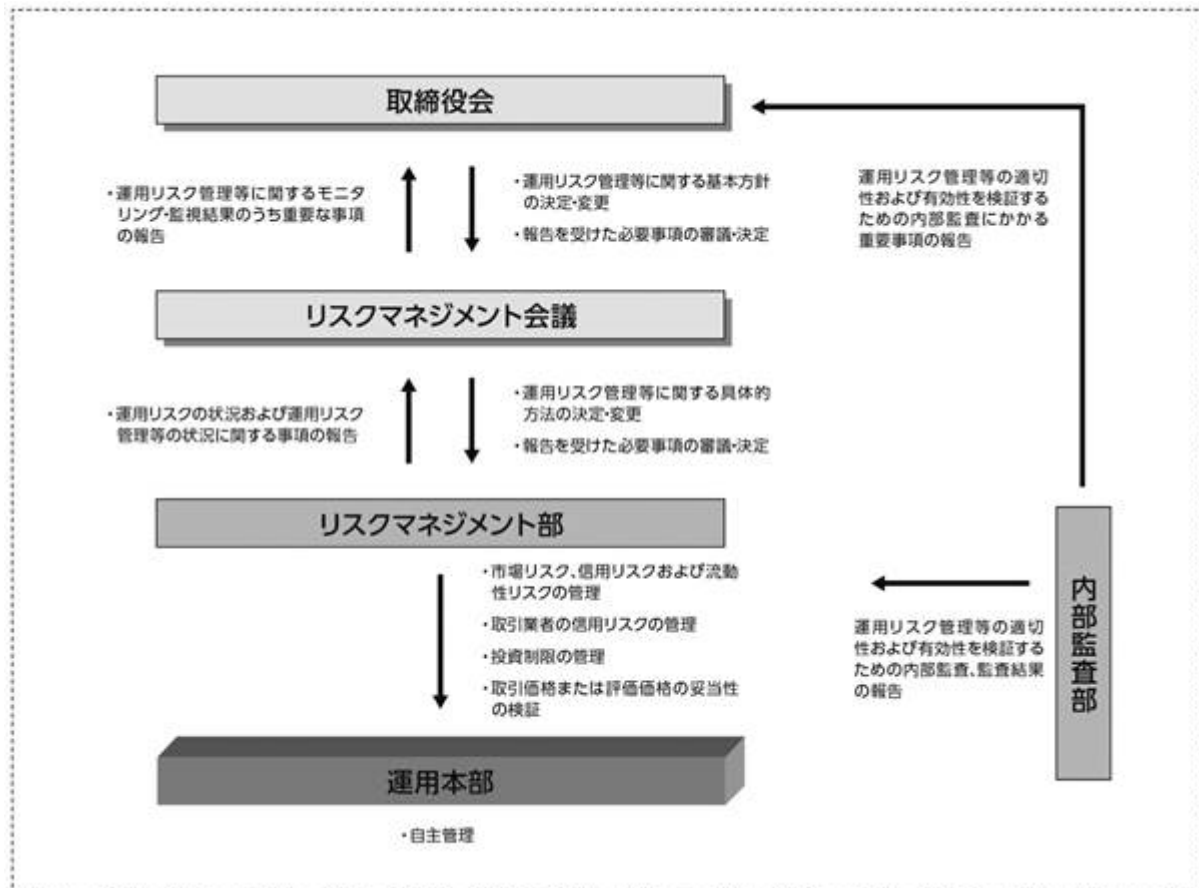 取締役会
・運用リスク管理等に関するモニタ
リング・監視結果のうち重要な事項
の報告
・運用リスク管理等に関する基本方針
の決定・変更
・報告を受けた必要事項の審議・決定
運用リスク管理等の適切
性および有効性を検証す
るための内部監査にかかる
重要事項の報告
リスクマネジメント会議
・運用リスクの状況および運用リスク
管理等の状況に関する事項の報告
・運用リスク管理等に関する具体的
方法の決定・変更
・報告を受けた必要事項の審議・決定
リスクマネジメント部
・市場リスク、信用リスクおよび流動
性リスクの管理
・取引業者の信用リスクの管理
・投資制限の管理
・取引価格または評価価格の妥当性
の検証
運用リスク管理等の適切
性および有効性を検証する
ための内部監査、監査結果
の報告
内部監査部
運用本部
・自主管理